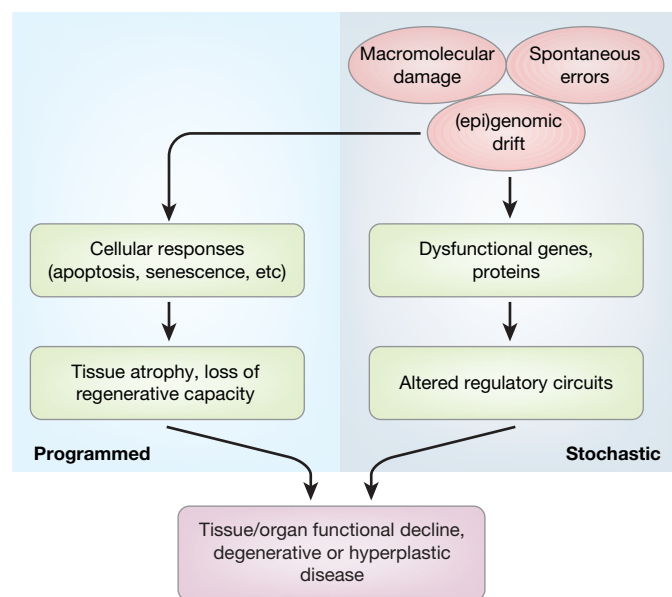 Macromolecular
damage
Spontaneous
errors
(epi)genomic
drift
Cellular responses
(apoptosis, senescence, etc)
Dysfunctional genes,
proteins
Tissue atrophy, loss of
regenerative capacity
Altered regulatory circuits
Programmed
Stochastic
Tissue/organ functional decline,
degenerative or hyperplastic
disease